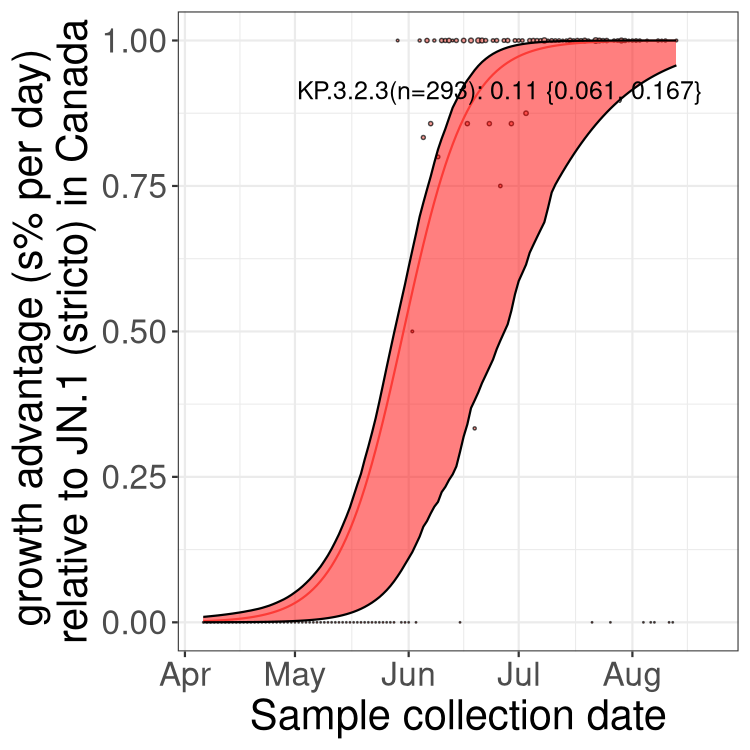 growth advantage (s% per day)
relative to JN.1 (stricto) in Canada
1.00
0.75
0.50
0.25
0.00
KP.3.2.3(n=293): 0.11 {0.061, 0.167}
Apr May Jun Jul Aug
Sample collection date